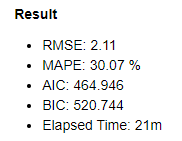 Result
RMSE: 2.11
MAPE: 30.07 %
AIC: 464.946
BIC: 520.744
Elapsed Time: 21m